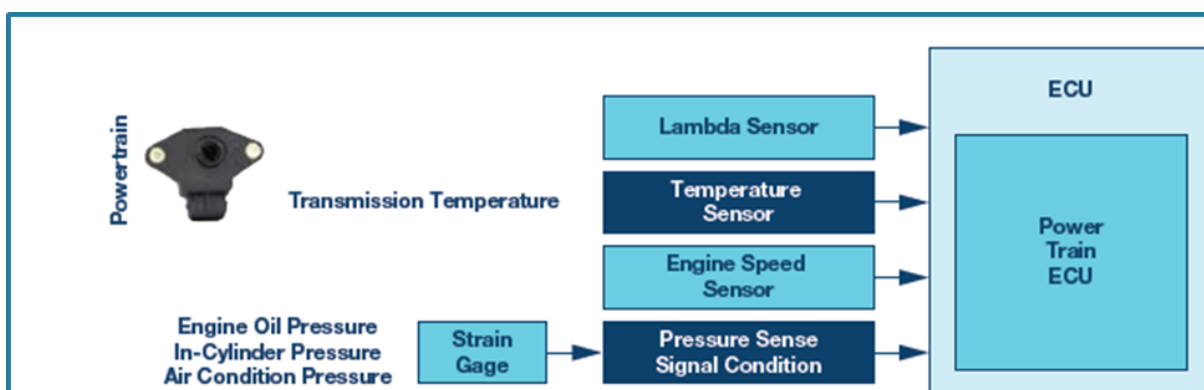 ECU
Powertrain
Lambda Sensor
Transmission Temperature
Temperature
Sensor
Power
Train
ECU
Engine Speed
Sensor
Engine Oil Pressure
In-Cylinder Pressure
Air Condition Pressure
Strain
Gage
Pressure Sense
Signal Condition